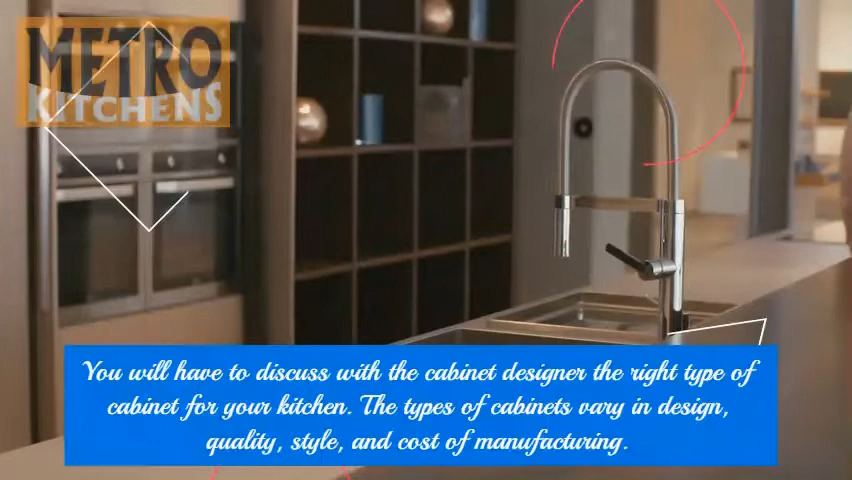 METRO
KITCHENS
You will have to discuss with the cabinet designer the right type of
cabinet for your kitchen. The types of cabinets vary in design,
quality, style, and cost of manufacturing.